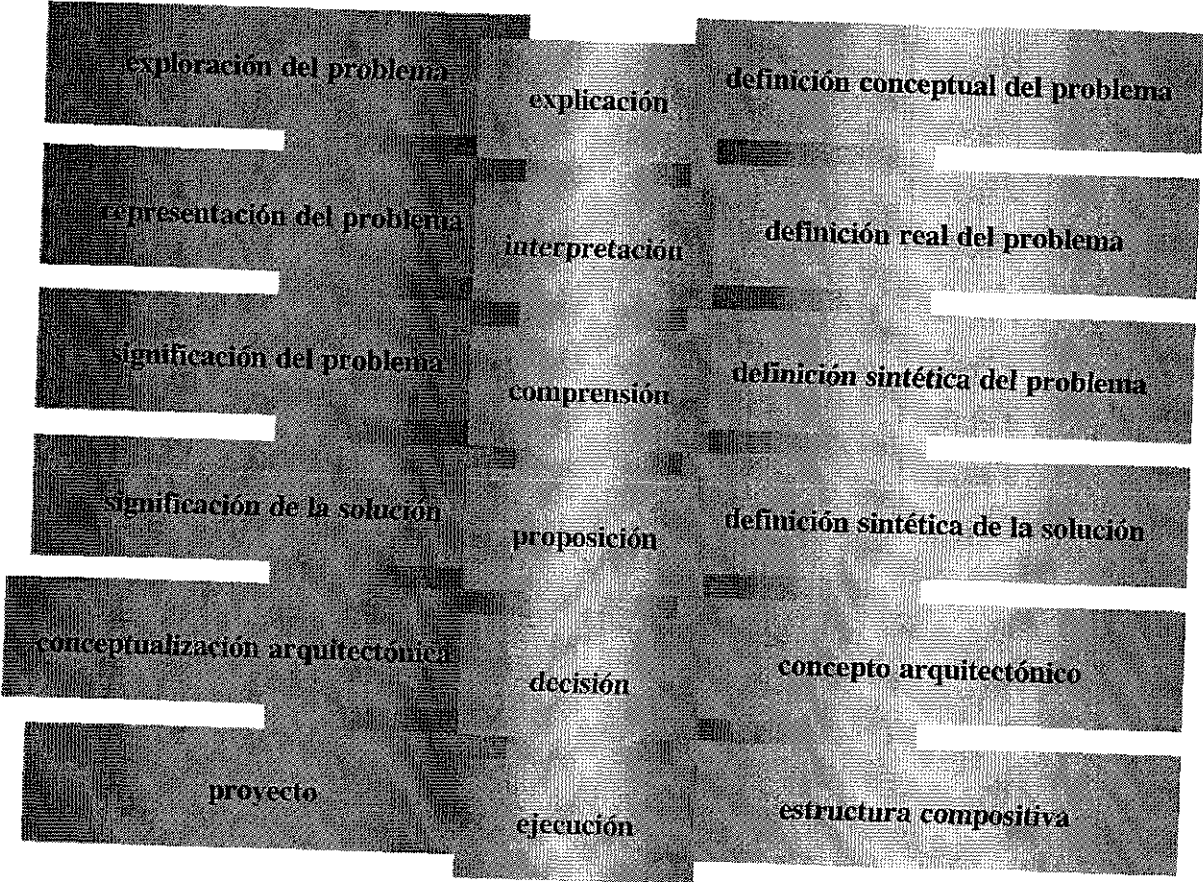 exploración del problema
explicación
definición conceptual del problema
representación del problema
interpretación
definición real del problema
significación del problema
comprensión
definición sintética del problema
significación de la solución
proposición
definición sintética de la solución
conceptualización arquitectónica
decisión
concepto arquitectónico
proyecto
ejecución
estructura compositiva